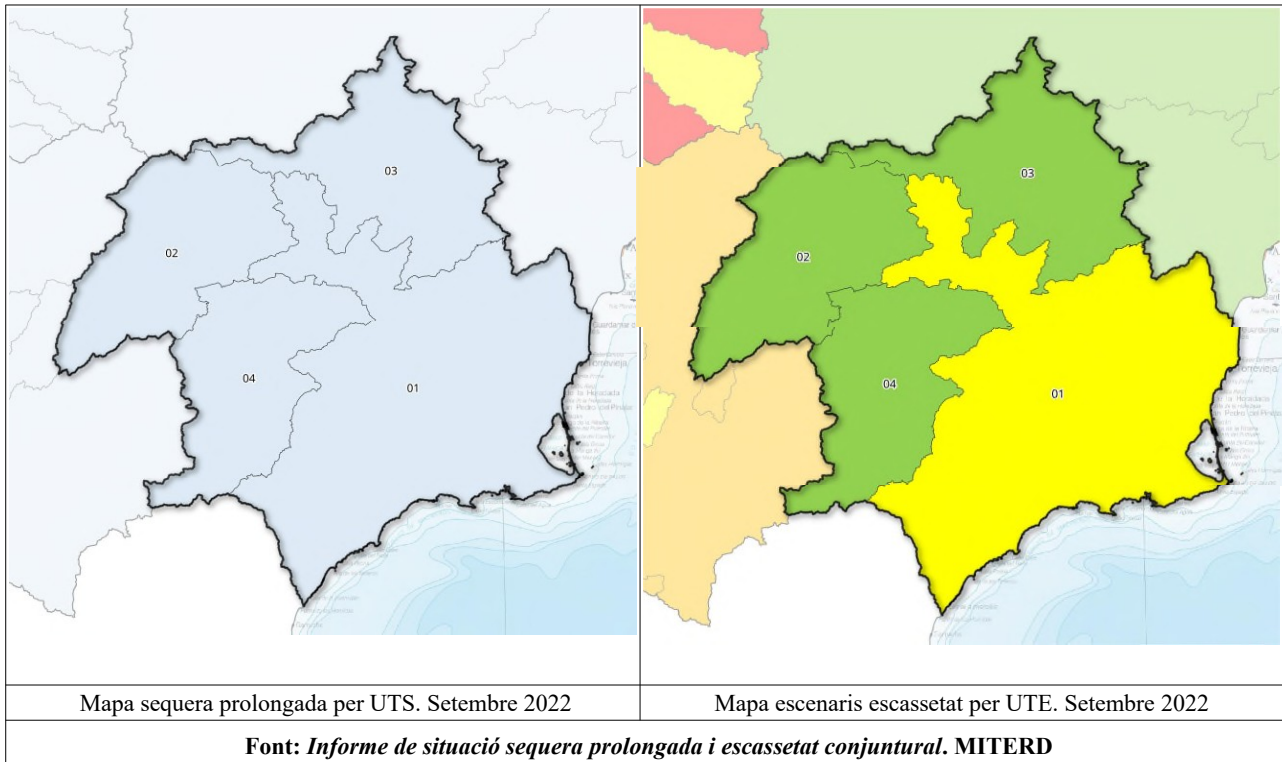 03
02
04
01
03
02
04
01
Mapa sequera prolongada per UTS. Setembre 2022
Mapa escenaris escassetat per UTE. Setembre 2022
Font: Informe de situació sequera prolongada i escassetat conjuntural. MITERD